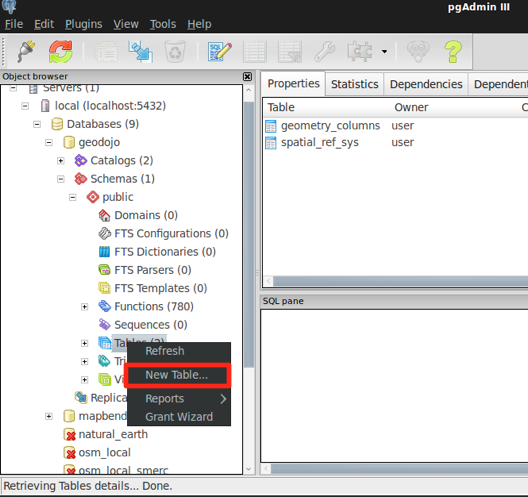 pgAdmin III
File Edit Plugins View Tools Help
SQL
Object browser
Servers (1)
local (localhost:5432)
Databases (9)
geodojo
Catalogs (2)
Schemas (1)
public
Domains (0)
FTS Configurations (0)
FTS Dictionaries (0)
FTS Parsers (0)
FTS Templates (0)
Functions (780)
Sequences (0)
Tables (2)
Tri
Vi
Replica
mapbend
natural_earth
osm_local
osm_local_smerc
Refresh
New Table...
Reports
Grant Wizard
Properties Statistics Dependencies Dependent
Table Owner C
geometry_columns user
spatial_ref_sys user
SQL pane
Retrieving Tables details... Done.